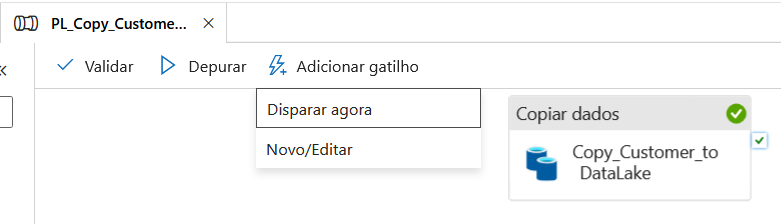 PL_Copy_Custome...
Validar
Depurar
Adicionar gatilho
Disparar agora
Novo/Editar
Copiar dados
Copy_Customer_to
DataLake